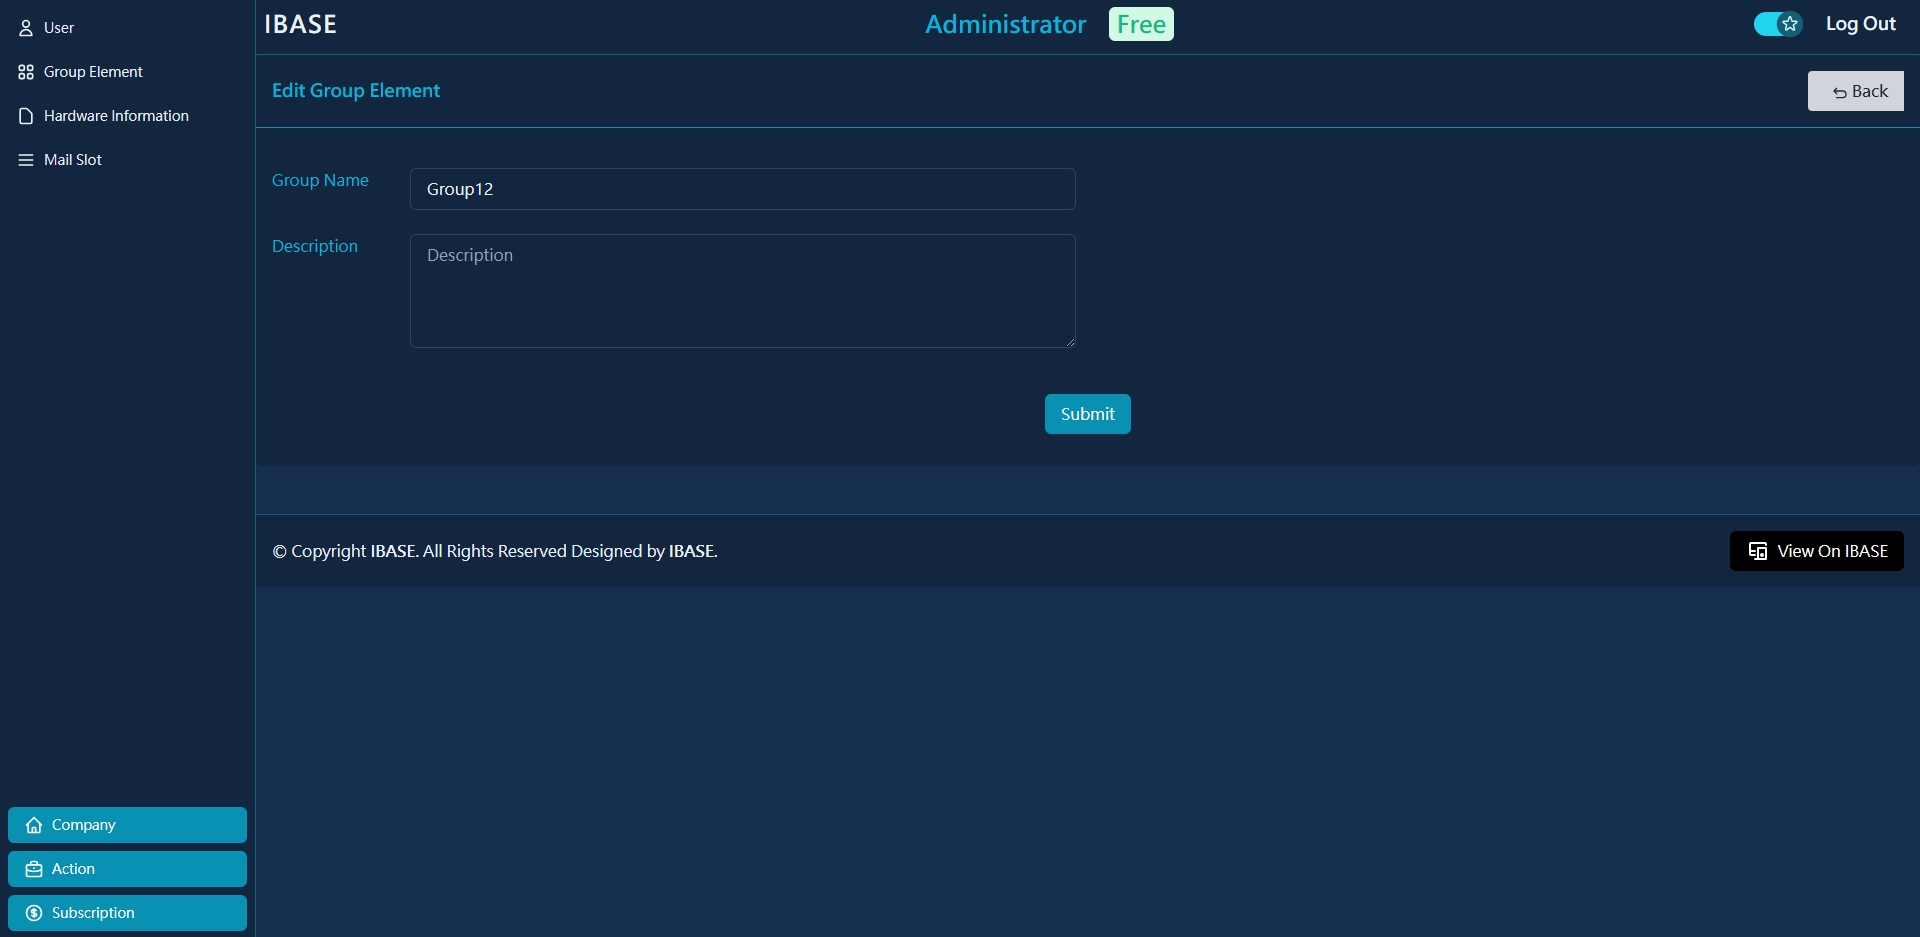 User
Group Element
Hardware Information
Mail Slot
Company
Action
Subscription
IBASE
Administrator Free
Log Out
Edit Group Element
Back
Group Name
Group12
Description
Description
Submit
© Copyright IBASE. All Rights Reserved Designed by IBASE.
View On IBASE